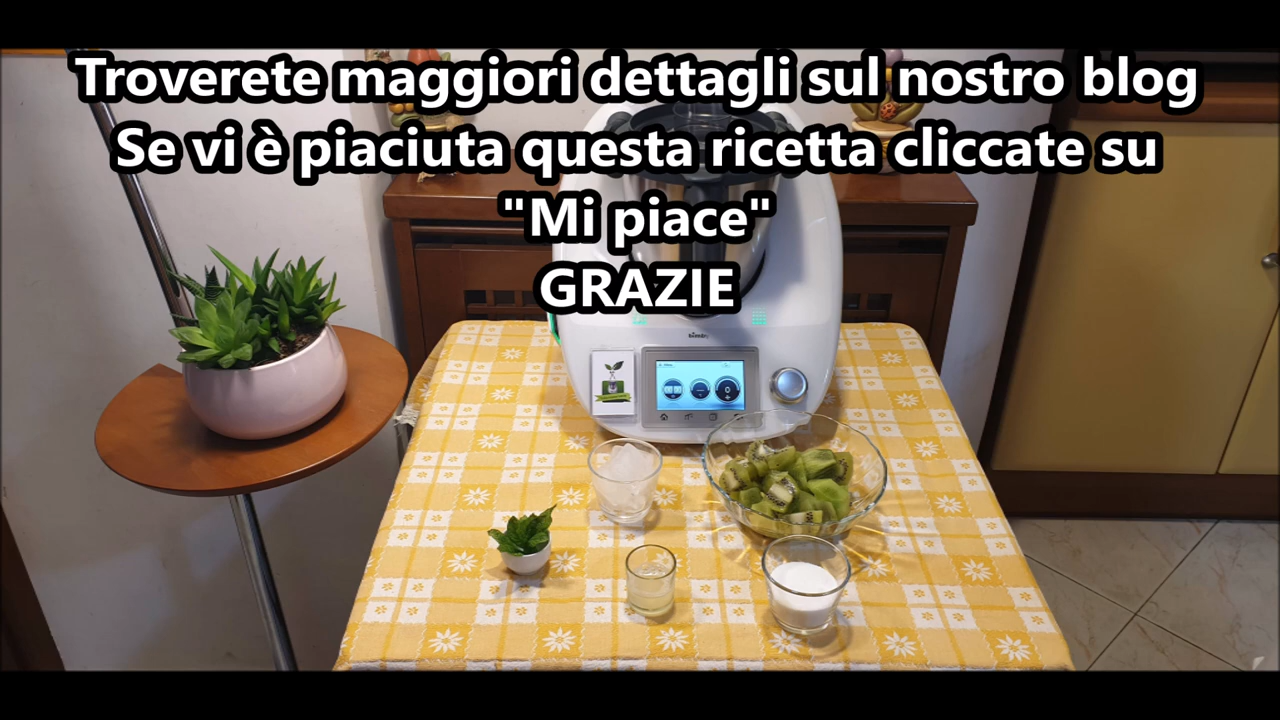 Troverete maggiori dettagli sul nostro blog
Se vi è piaciuta questa ricetta cliccate su
"Mi piace"
GRAZIE